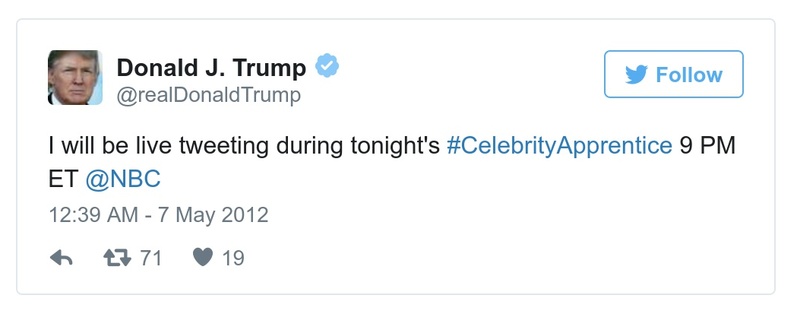 Donald J. Trump
@realDonaldTrump
Follow
I will be live tweeting during tonight's #CelebrityApprentice 9 PM
ET @NBC
12:39 AM - 7 May 2012
71 19